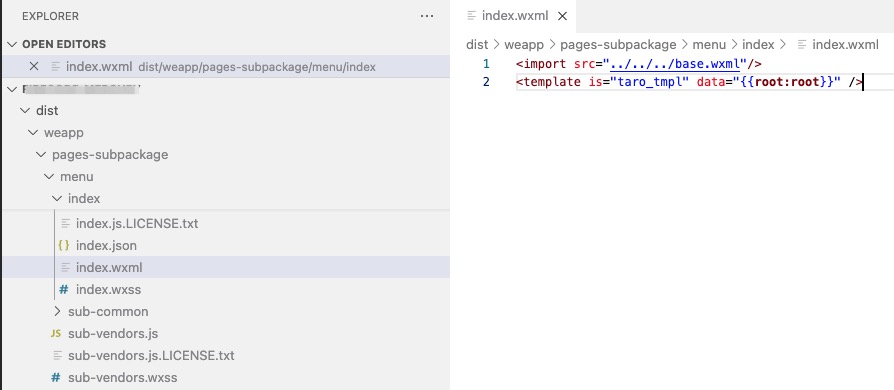 EXPLORER
OPEN EDITORS
index.wxml dist/weapp/pages-subpackage/menu/index
dist
weapp
pages-subpackage
menu
index
index.js.LICENSE.txt
{} index.json
index.wxml
# index.wxss
sub-common
JS sub-vendors.js
sub-vendors.js.LICENSE.txt
# sub-vendors.wxss
index.wxml
dist > weapp > pages-subpackage > menu > index > index.wxml
1 <import src="../../../base.wxml"/>
2 <template is="taro_tmpl" data="{{root:root}}" />